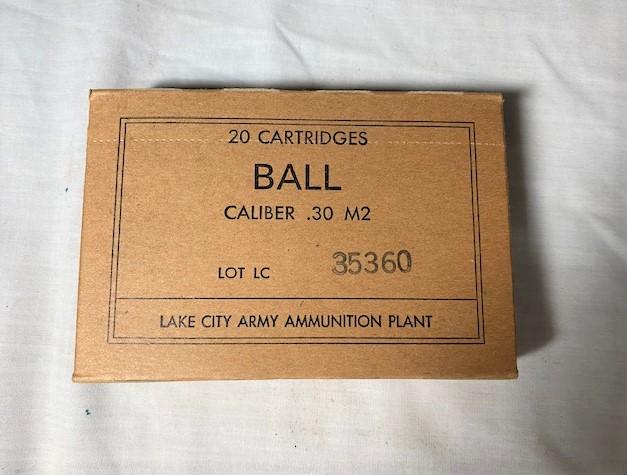 20 CARTRIDGES
BALL
CALIBER .30 M2
LOT LC 35360
LAKE CITY ARMY AMMUNITION PLANT